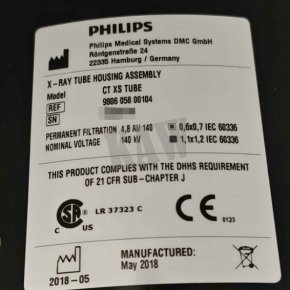 PHILIPS
Philips Medical Systems DMC GmbH
Röntgenstraße 24
22335 Hamburg / Germany
X-RAY TUBE HOUSING ASSEMBLY
Model CT XS TUBE
REF 9806 058 00104
SN
PERMANENT FILTRATION 4,8 Al/ 140 0,6x0,7 IEC 60336
NOMINAL VOLTAGE 140 kV 1,1x1,2 IEC 60336
THIS PRODUCT COMPLIES WITH DHHS REQUIREMENT
OF 21 CFR SUB-CHAPTER J
LR 37323 C
C US
CE
0123
2018-05
MANUFACTURED:
May 2018